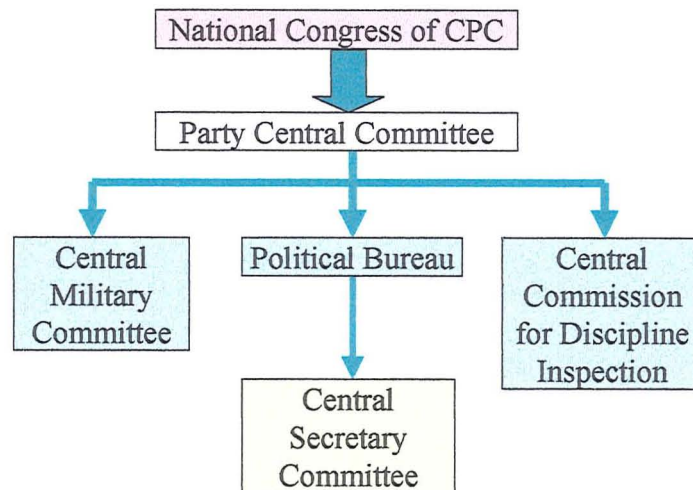 National Congress of CPC
Party Central Committee
Central
Military
Committee
Political Bureau
Central
Commission
for Discipline
Inspection
Central
Secretary
Committee